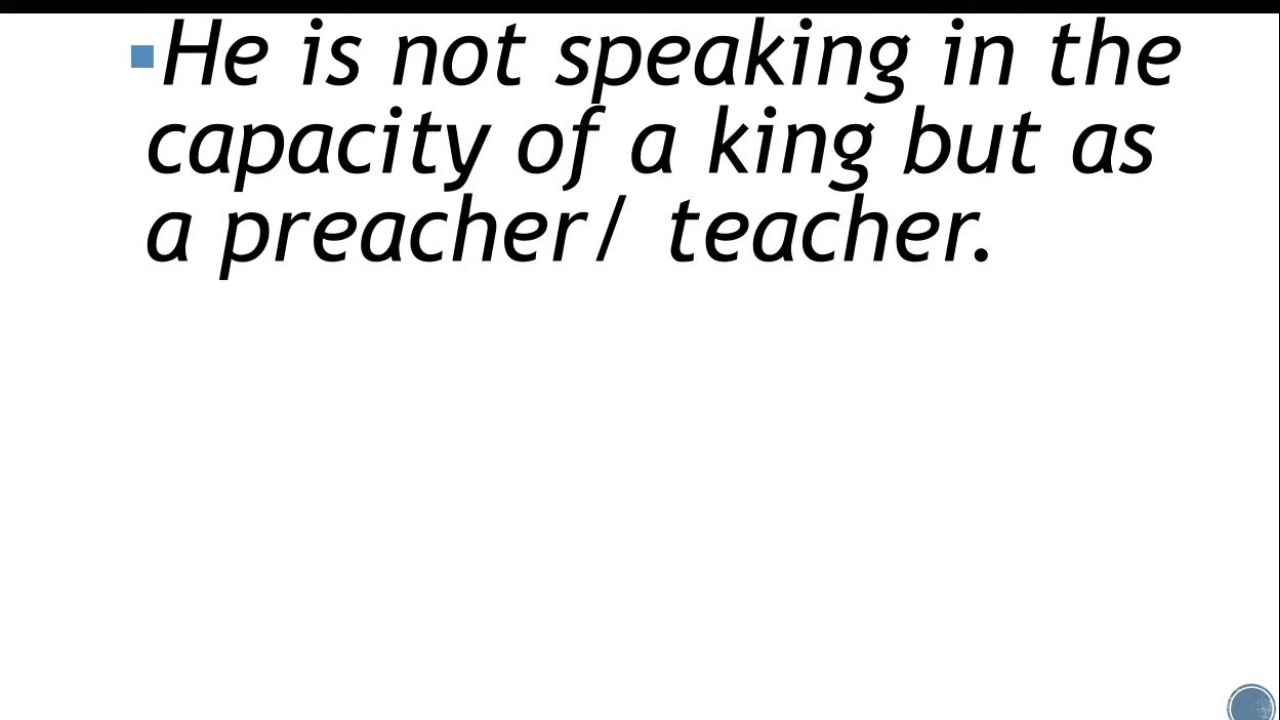 He is not speaking in the
capacity of a king but as
a preacher/ teacher.